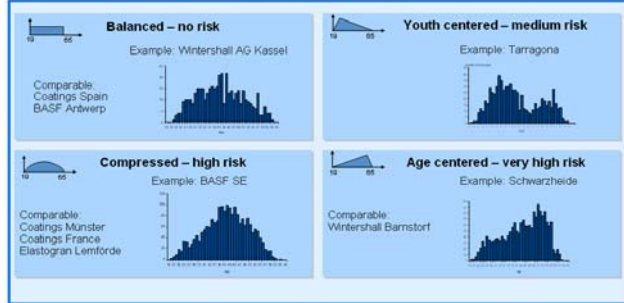 Balanced – no risk
19 65
Example: Wintershall AG Kassel
Comparable:
Coatings Spain
BASF Antwerp
Youth centered – medium risk
19 65
Example: Tarragona
Compressed – high risk
19 65
Example: BASF SE
Comparable:
Coatings Münster
Coatings France
Elastogran Lemförde
Age centered – very high risk
19 65
Example: Schwarzheide
Comparable:
Wintershall Barnstorf